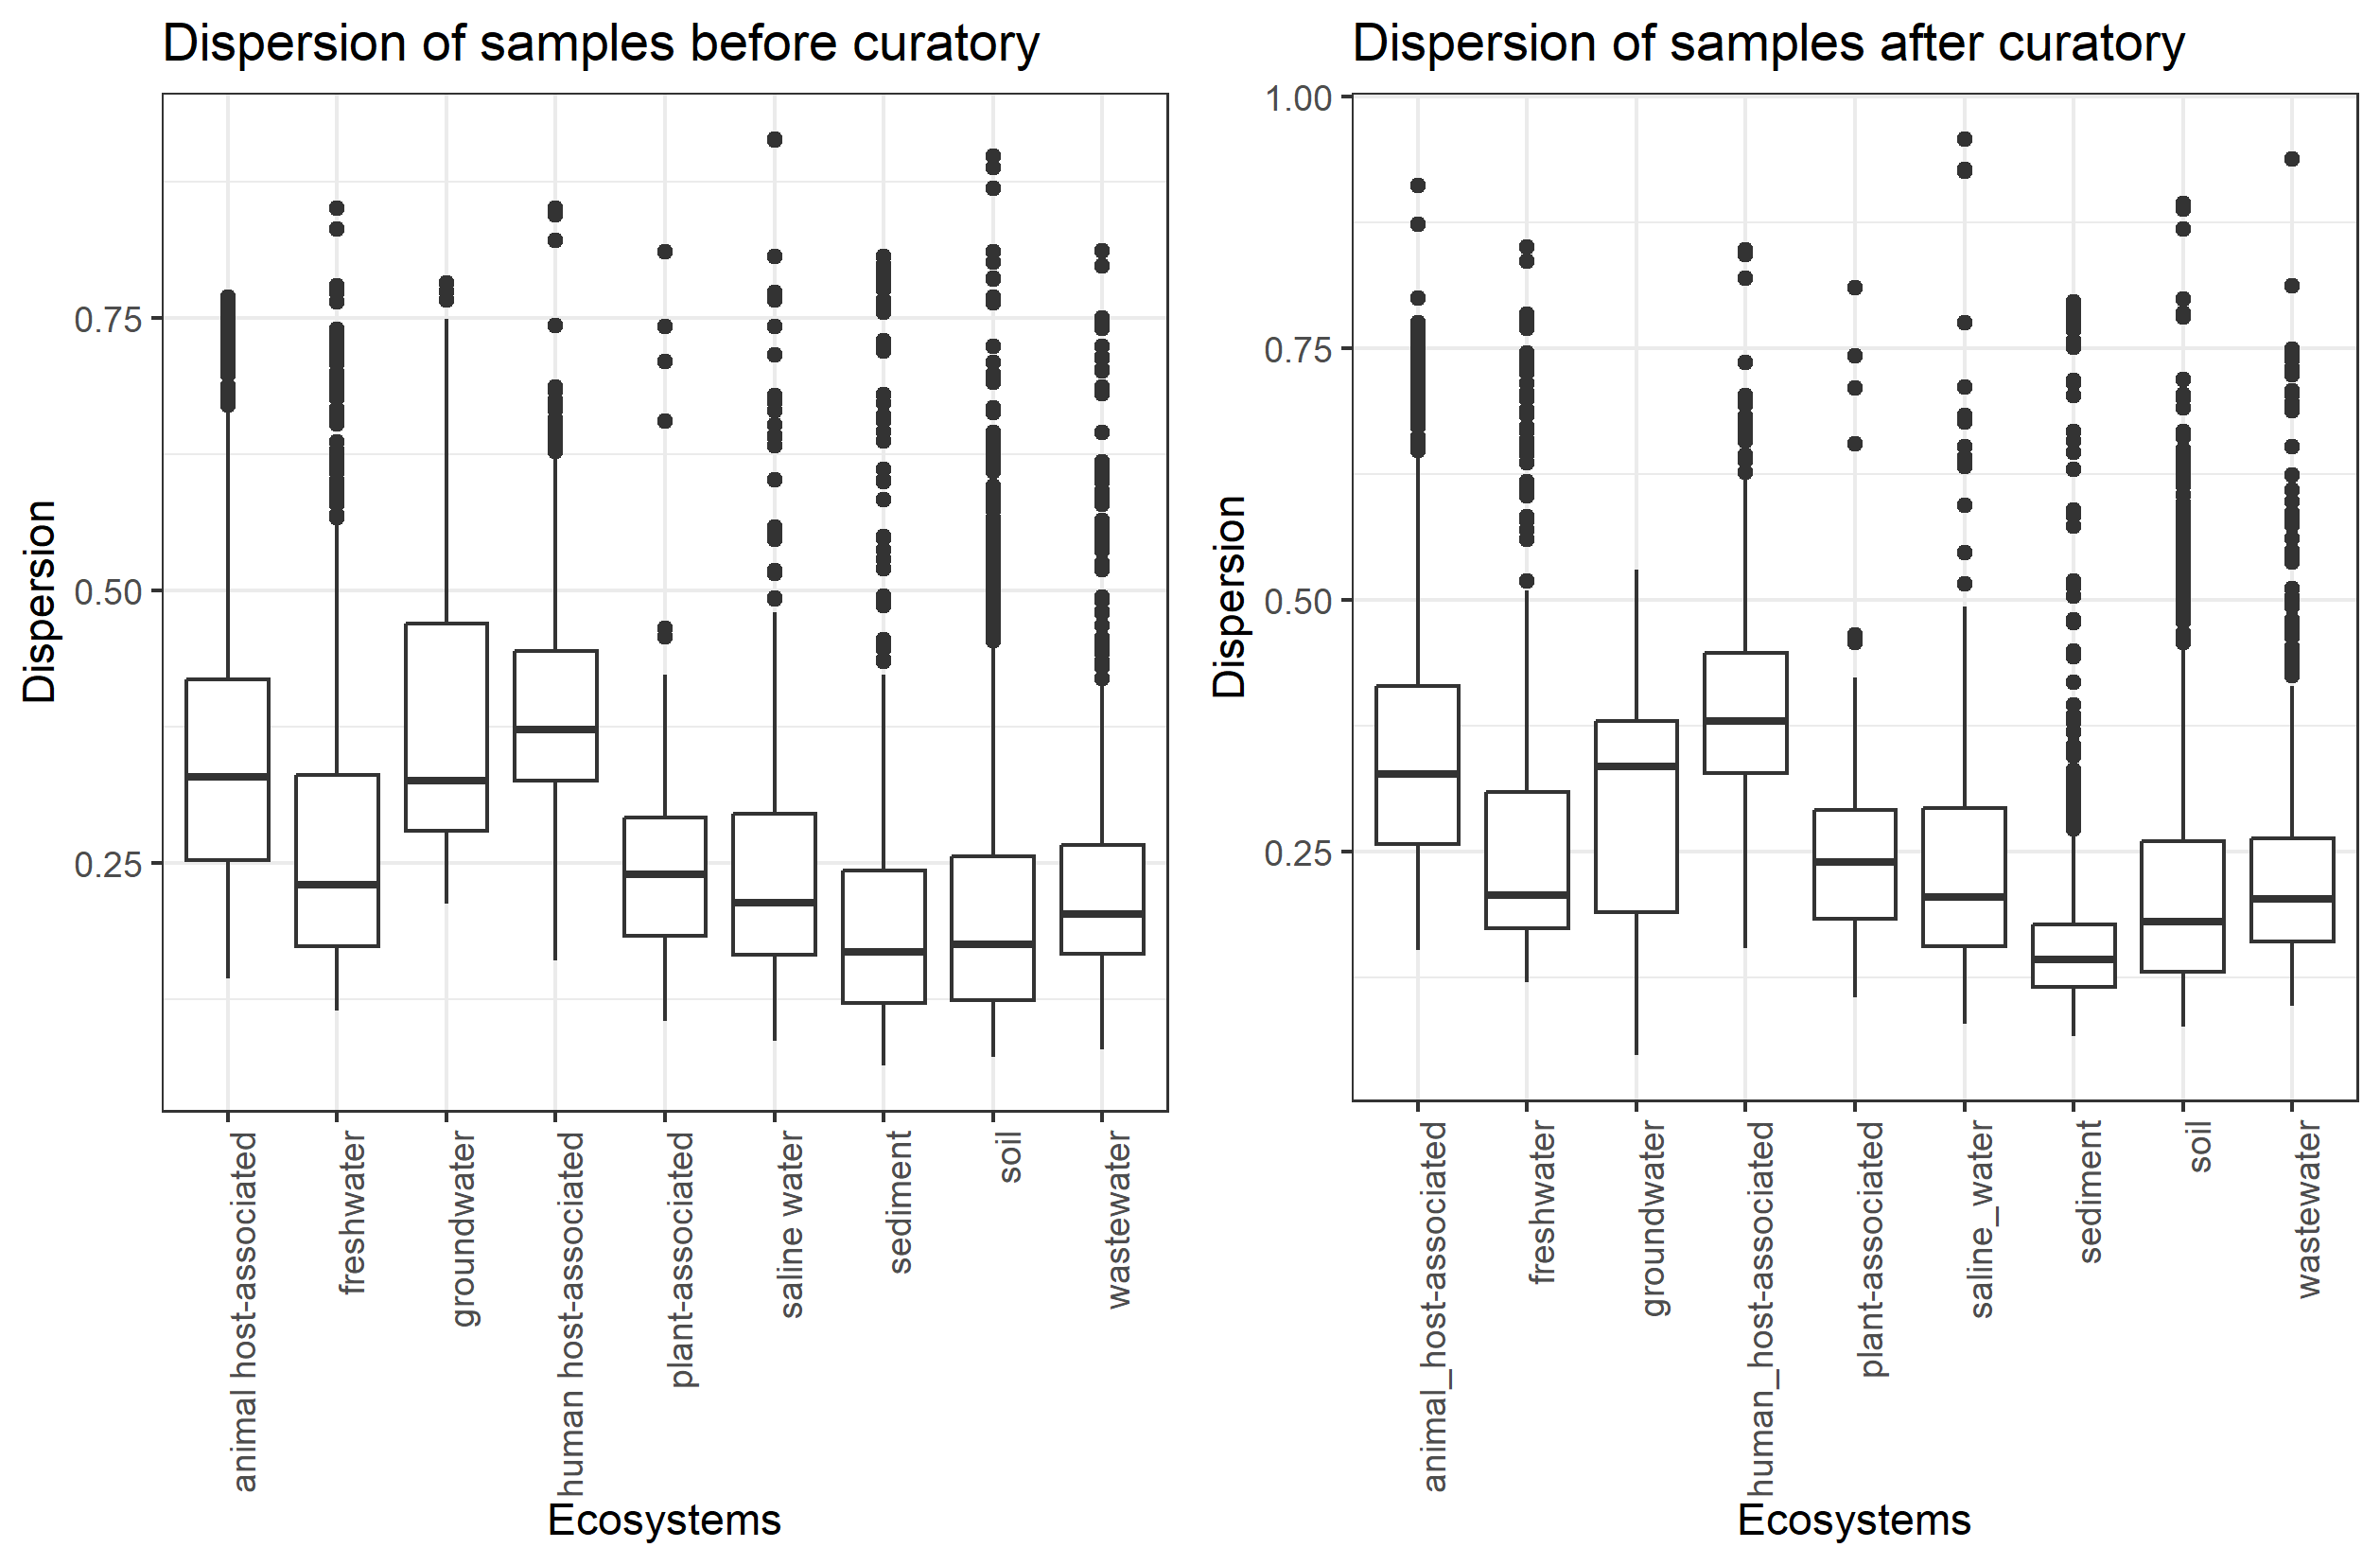 Dispersion of samples before curatory
Dispersion
0.75
0.50
0.25
animal host-associated
freshwater
groundwater
human host-associated
plant-associated
saline water
sediment
soil
wastewater
Ecosystems
Dispersion of samples after curatory
Dispersion
1.00
0.75
0.50
0.25
animal_host-associated
freshwater
groundwater
human_host-associated
plant-associated
saline_water
sediment
soil
wastewater
Ecosystems